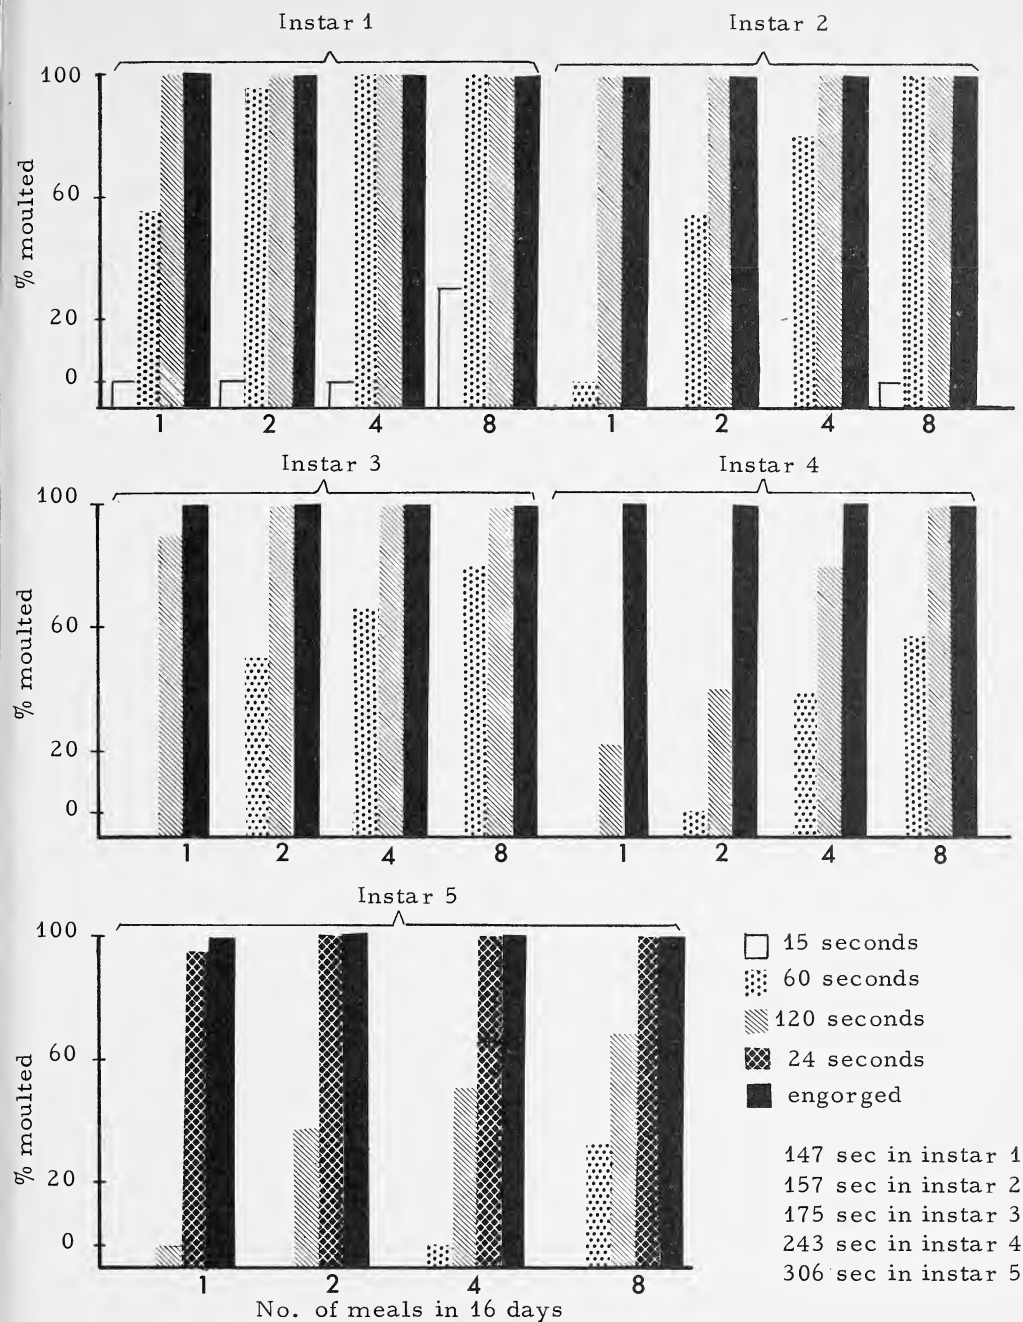 Instar 1
Instar 2
100
60
20
0
% moulted
1 2 4 8 1 2 4 8
Instar 3
Instar 4
100
60
20
0
% moulted
1 2 4 8 1 2 4 8
Instar 5
100
60
20
0
% moulted
1 2 4 8
No. of meals in 16 days
15 seconds
60 seconds
120 seconds
24 seconds
engorged
147 sec in instar 1
157 sec in instar 2
175 sec in instar 3
243 sec in instar 4
306 sec in instar 5